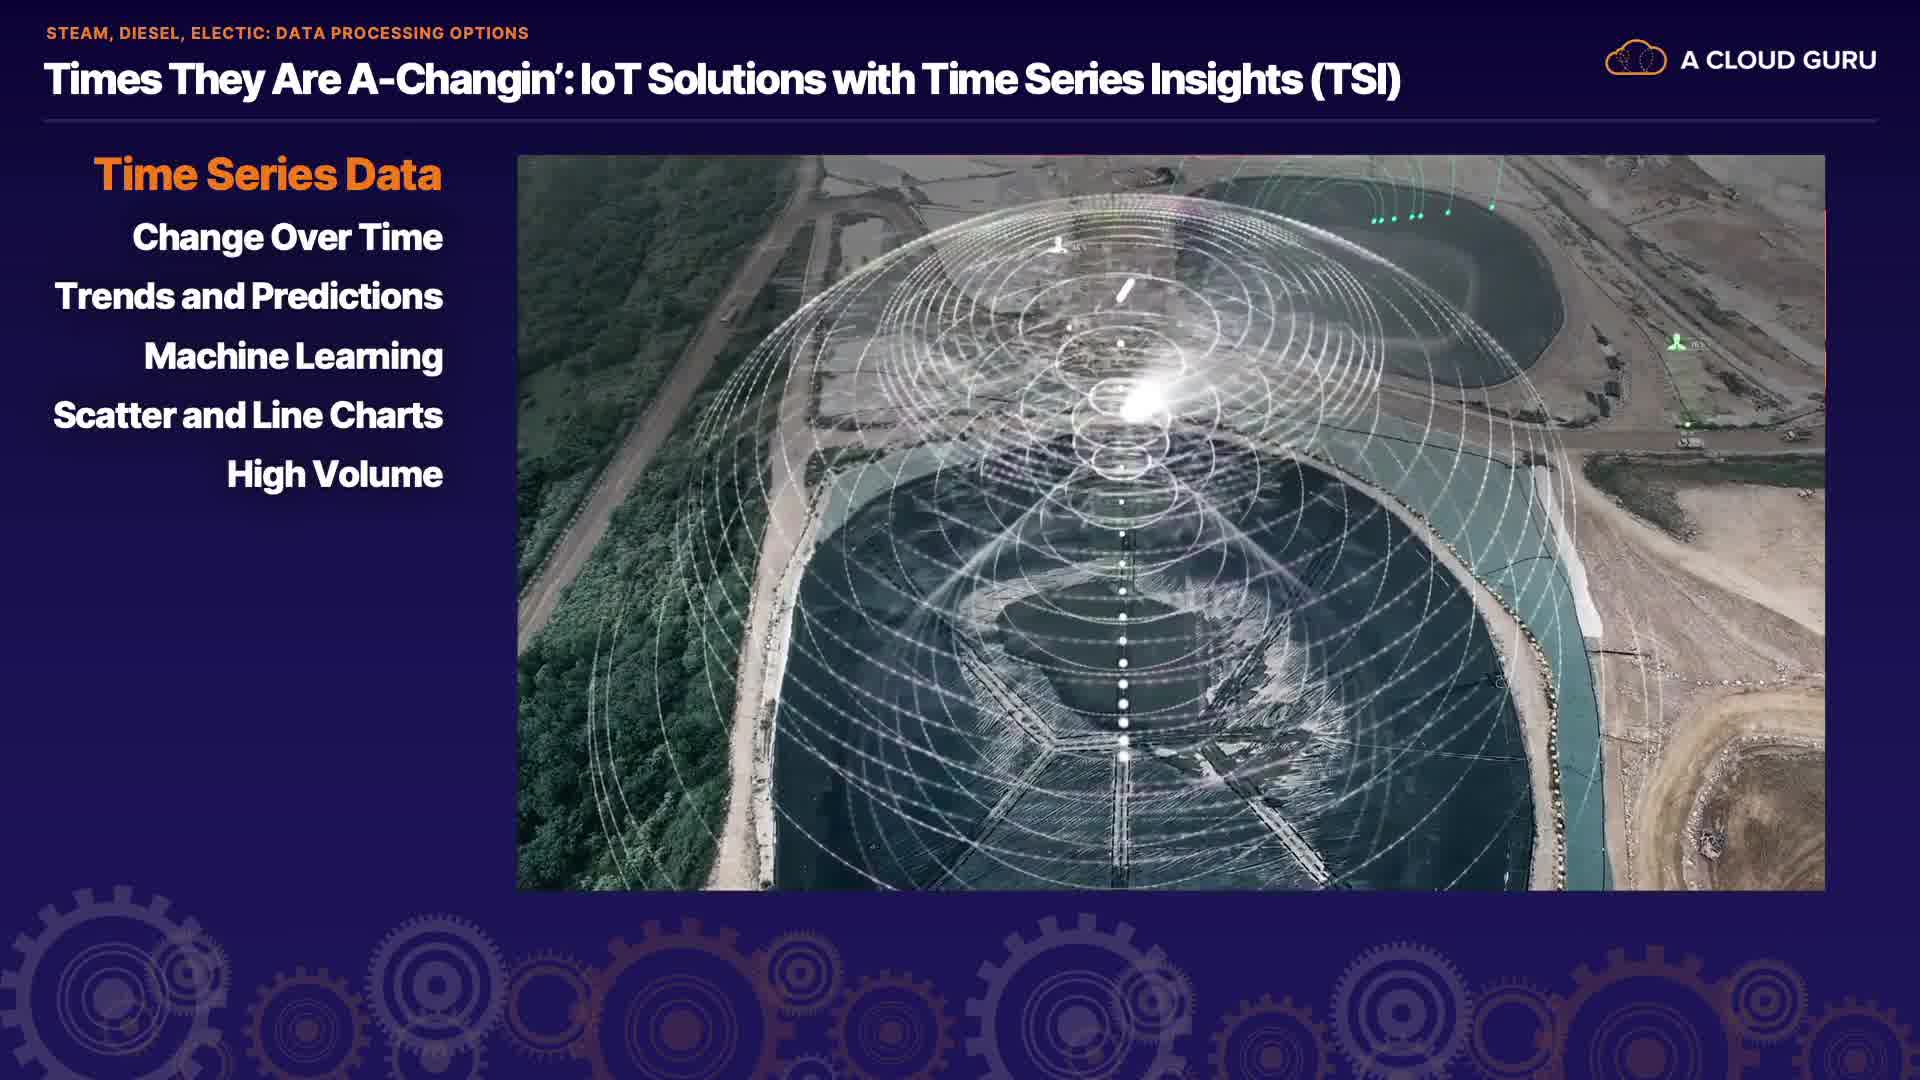 STEAM, DIESEL, ELECTIC: DATA PROCESSING OPTIONS
Times They Are A-Changin’: IoT Solutions with Time Series Insights (TSI)
A CLOUD GURU
Time Series Data
Change Over Time
Trends and Predictions
Machine Learning
Scatter and Line Charts
High Volume